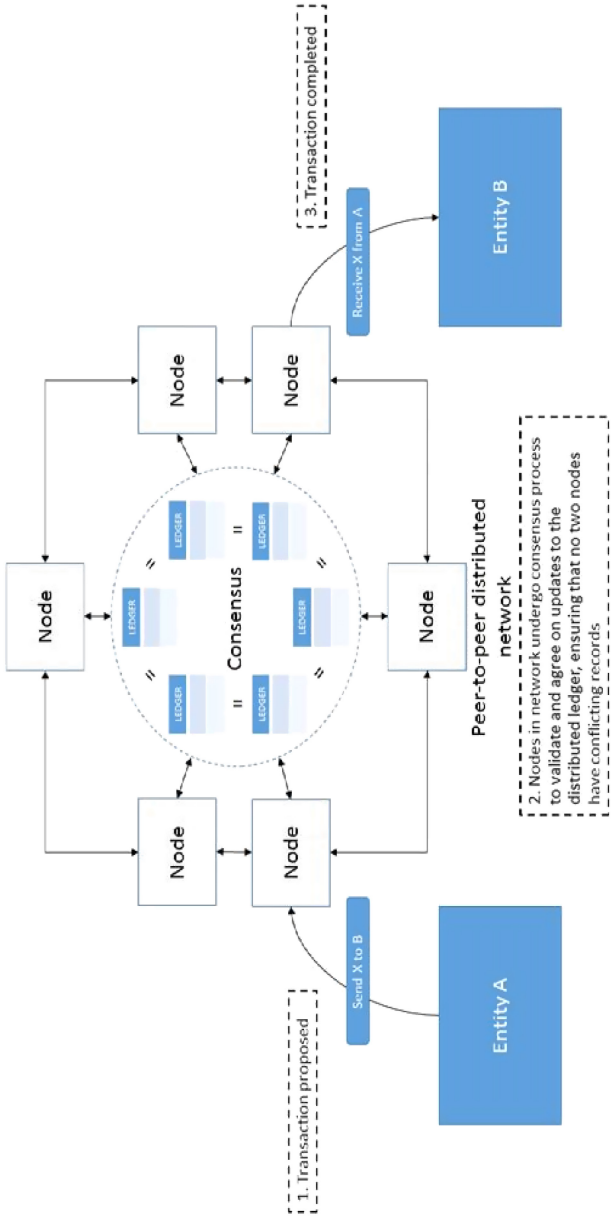 1. Transaction proposed
3. Transaction completed
Node
Node
Node
LEDGER
LEDGER
LEDGER
=
=
=
Consensus
=
LEDGER
LEDGER
LEDGER
=
=
Node
Node
Node
Send X to B
Receive X from A
Peer-to-peer distributed
network
Entity A
Entity B
2. Nodes in network undergo consensus process
to validate and agree on updates to the
distributed ledger, ensuring that no two nodes
have conflicting records